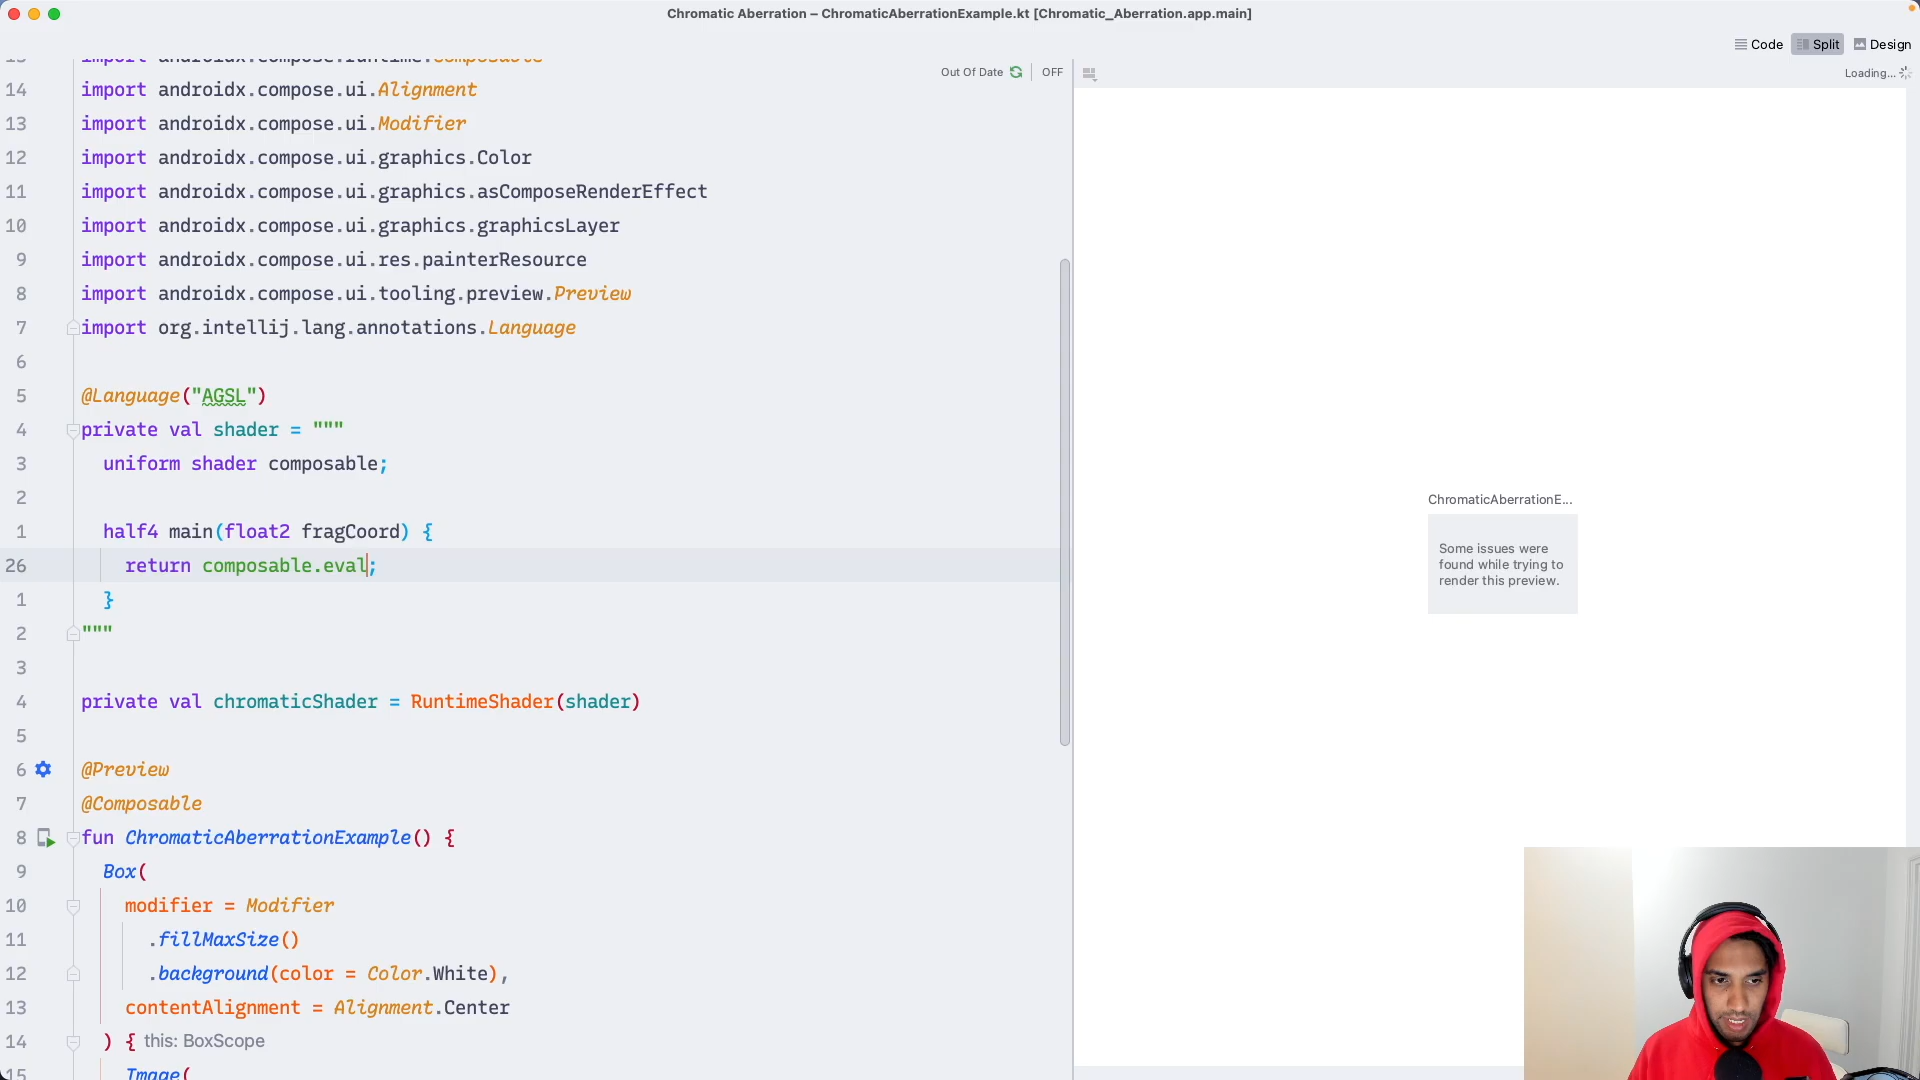 Chromatic Aberration – ChromaticAberrationExample.kt [Chromatic_Aberration.app.main]
Code Split Design
import androidx.compose.runtime.Composable
Out Of Date OFF Loading...
14 import androidx.compose.ui.Alignment
13 import androidx.compose.ui.Modifier
12 import androidx.compose.ui.graphics.Color
11 import androidx.compose.ui.graphics.asComposeRenderEffect
10 import androidx.compose.ui.graphics.graphicsLayer
9 import androidx.compose.ui.res.painterResource
8 import androidx.compose.ui.tooling.preview.Preview
7 import org.intellij.lang.annotations.Language
6
5 @Language("AGSL")
4 private val shader = """
3 uniform shader composable;
2
1 half4 main(float2 fragCoord) {
26 return composable.eval;
1 }
2 """
3
4 private val chromaticShader = RuntimeShader(shader)
5
6 @Preview
7 @Composable
8 fun ChromaticAberrationExample() {
9 Box(
10 modifier = Modifier
11 .fillMaxSize()
12 .background(color = Color.White),
13 contentAlignment = Alignment.Center
14 ) { this: BoxScope
15 Image(
ChromaticAberrationE...
Some issues were
found while trying to
render this preview.